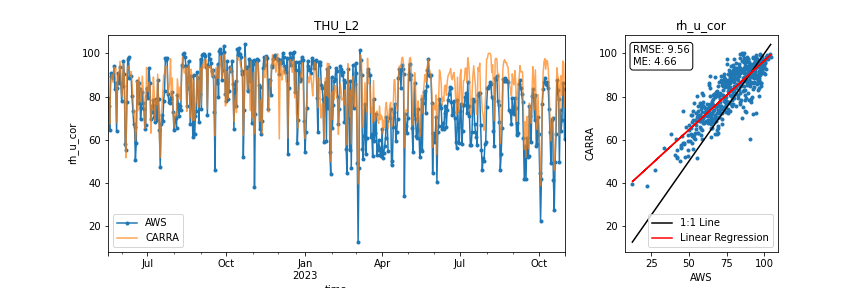 THU_L2
rh_u_cor
100
80
60
40
20
rh_u_cor
AWS
CARRA
Jul
Oct
Jan
2023
Apr
Jul
Oct
time
rh_u_cor
RMSE: 9.56
ME: 4.66
100
80
60
40
20
CARRA
1:1 Line
Linear Regression
25
50
75
100
AWS